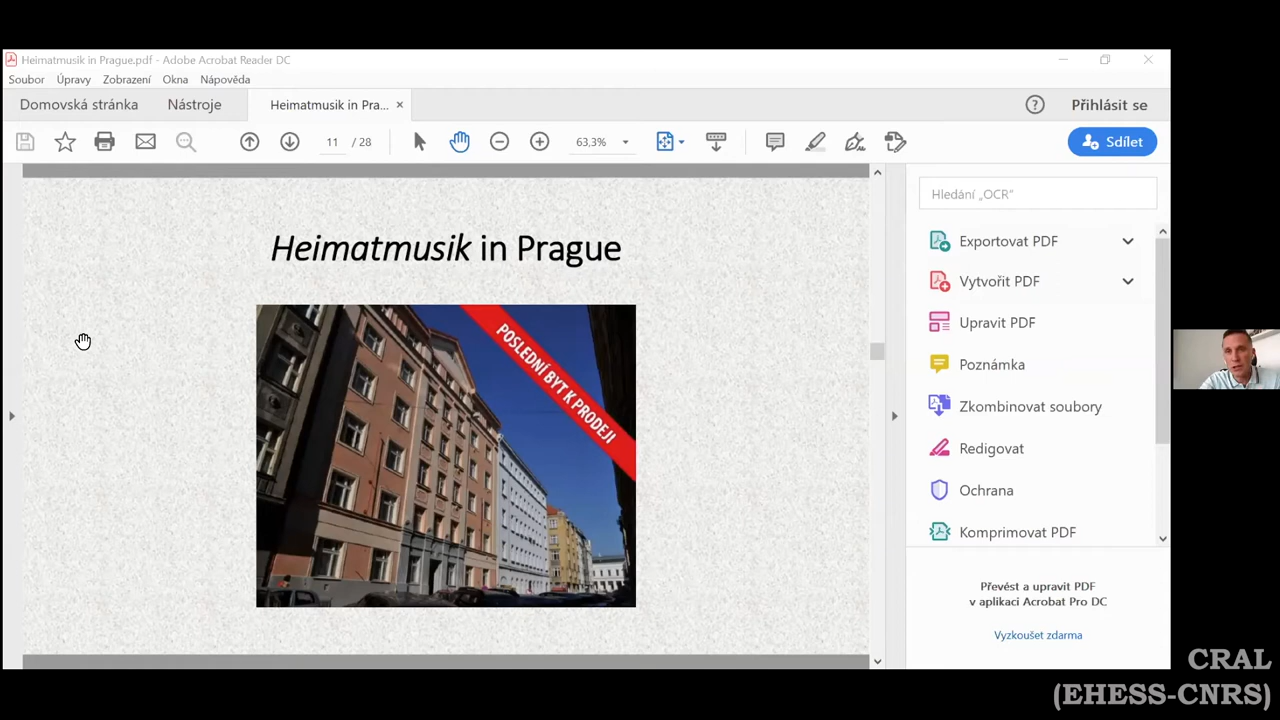 Heimatmusik in Prague.pdf - Adobe Acrobat Reader DC
Soubor Úpravy Zobrazení Okna Nápověda
Domovská stránka Nástroje Heimatmusik in Pra... × Přihlásit se
11 / 28 63,3% Sdílet
Hledání „OCR"
Heimatmusik in Prague
POSLEDNÍ BYT K PRODEJI
Exportovat PDF
Vytvořit PDF
Upravit PDF
Poznámka
Zkombinovat soubory
Redigovat
Ochrana
Komprimovat PDF
Převést a upravit PDF
v aplikaci Acrobat Pro DC
Vyzkoušet zdarma
CRAL
(EHESS-CNRS)